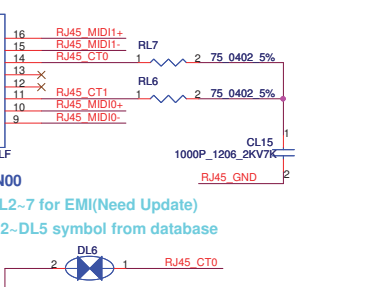 16 RJ45_MIDI1+
15 RJ45_MIDI1-
14 RJ45_CT0 1 RL7 2 75_0402_5%
13
12
11 RJ45_CT1 1 RL6 2 75_0402_5%
10 RJ45_MIDI0+
9 RJ45_MIDI0-
1
CL15
LF 1000P_1206_2KV7K
2
N00 RJ45_GND
L2~7 for EMI(Need Update)
2~DL5 symbol from database
DL6
2 1 RJ45_CT0